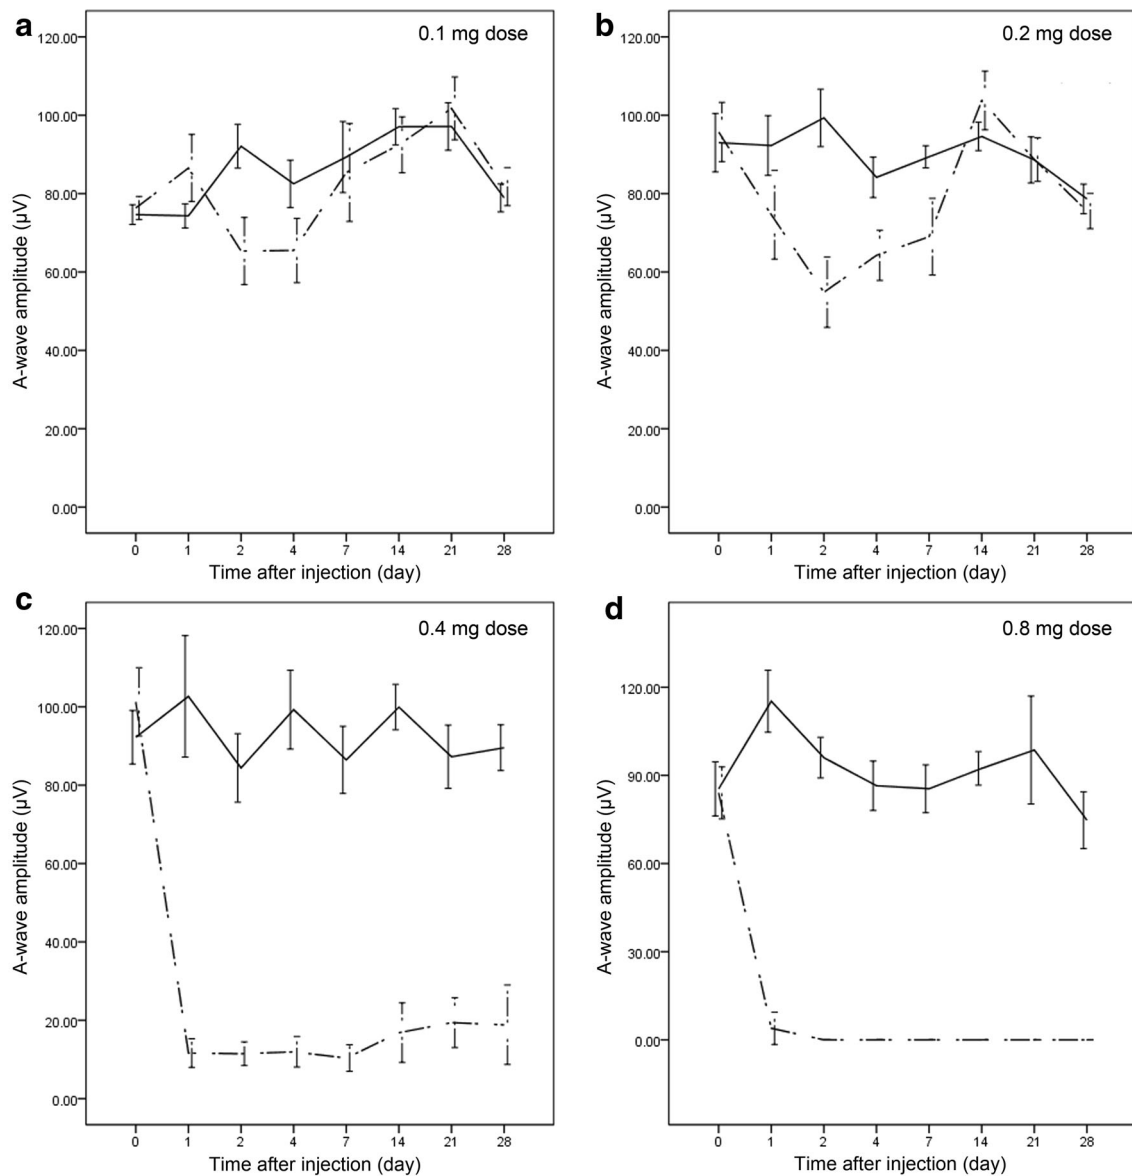 a
0.1 mg dose
120.00
100.00
80.00
60.00
40.00
20.00
0.00
A-wave amplitude (µV)
0 1 2 4 7 14 21 28
Time after injection (day)
b
0.2 mg dose
120.00
100.00
80.00
60.00
40.00
20.00
0.00
A-wave amplitude (µV)
0 1 2 4 7 14 21 28
Time after injection (day)
c
0.4 mg dose
120.00
100.00
80.00
60.00
40.00
20.00
0.00
A-wave amplitude (µV)
0 1 2 4 7 14 21 28
Time after injection (day)
d
0.8 mg dose
120.00
90.00
60.00
30.00
0.00
A-wave amplitude (µV)
0 1 2 4 7 14 21 28
Time after injection (day)